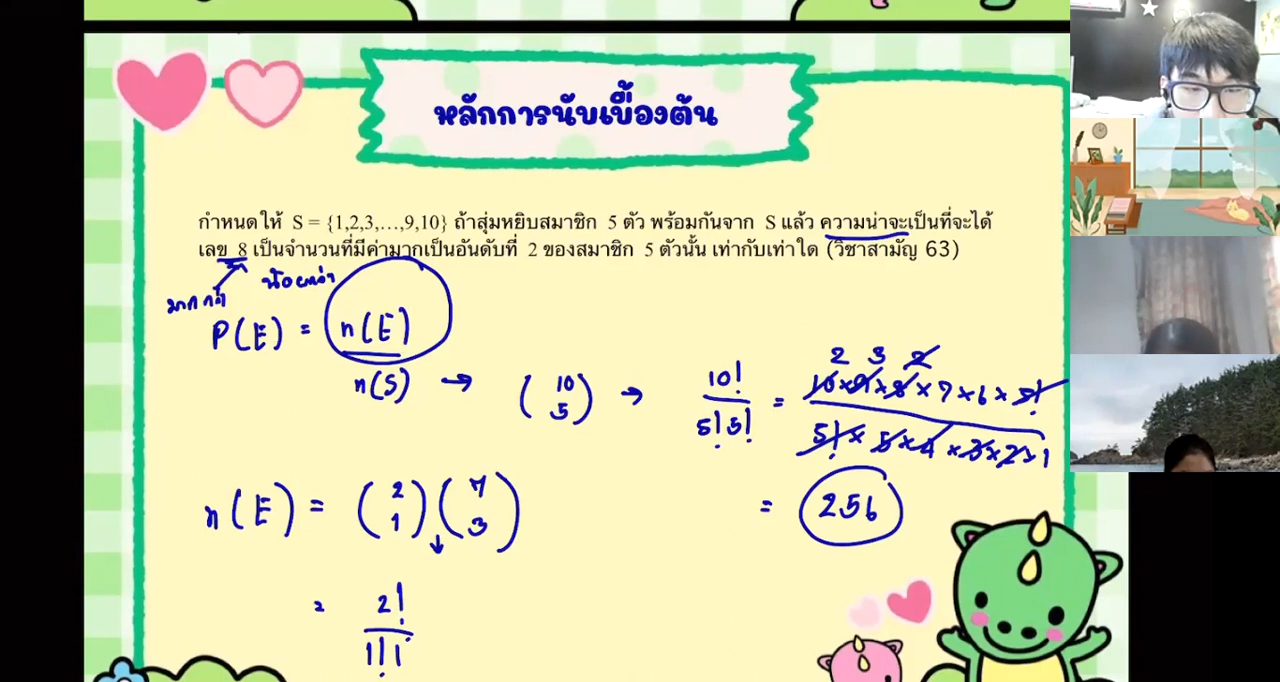 หลักการนับเบื้องต้น
กำหนดให้ S = {1,2,3,...,9,10} ถ้าสุ่มหยิบสมาชิก 5 ตัว พร้อมกันจาก S แล้ว ความน่าจะเป็นที่จะได้
เลข 8 เป็นจำนวนที่มีค่ามากเป็นอันดับที่ 2 ของสมาชิก 5 ตัวนั้น เท่ากับเท่าใด (วิชาสามัญ 63)
มากกว่า น้อยกว่า
P(E) = n(E) / n(S) → (10 5) → 10! / 5!5! = 10×9×8×7×6×5! / 5!×5×4×3×2×1
2 3 2
= 256
n(E) = (2 1) ↓ (7 3)
= 2! / 1!1!